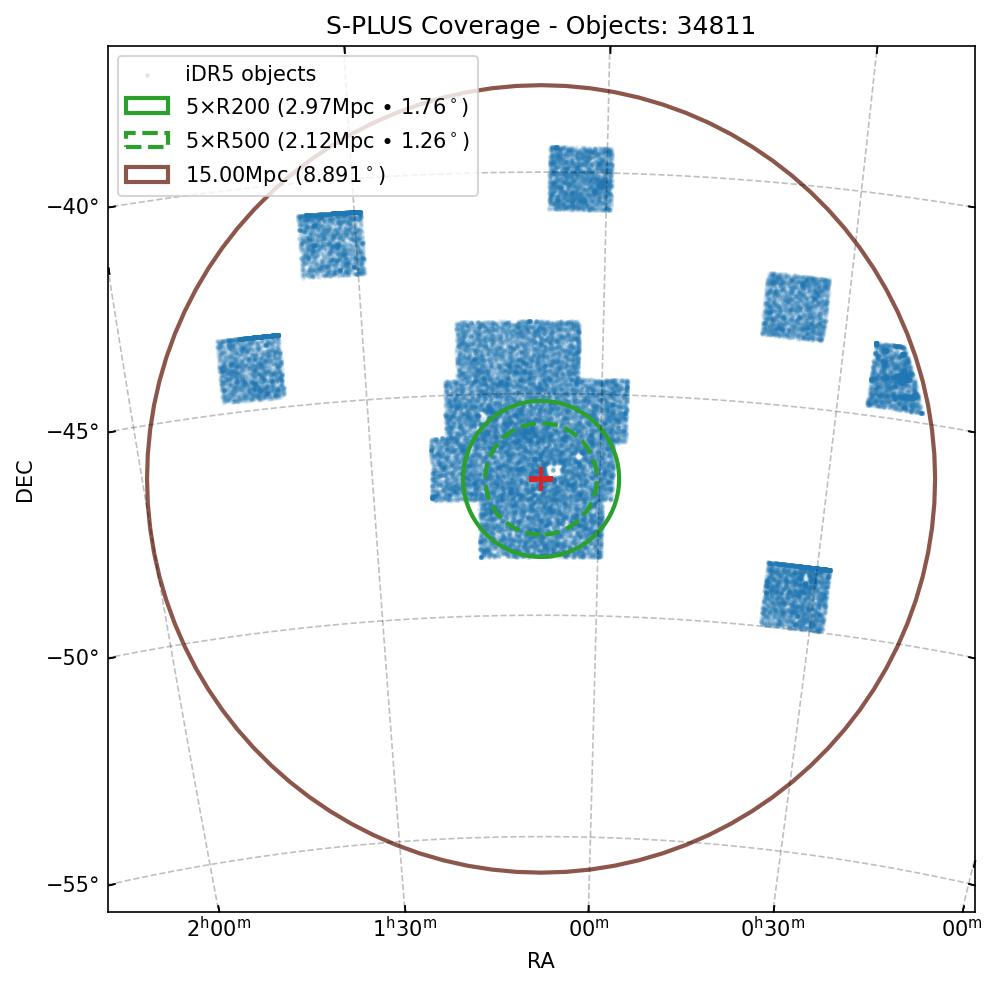 S-PLUS Coverage - Objects: 34811
iDR5 objects
5×R200 (2.97Mpc • 1.76°)
5×R500 (2.12Mpc • 1.26°)
15.00Mpc (8.891°)
−40°
−45°
−50°
−55°
DEC
2ʰ00ᵐ
1ʰ30ᵐ
00ᵐ
0ʰ30ᵐ
00ᵐ
RA